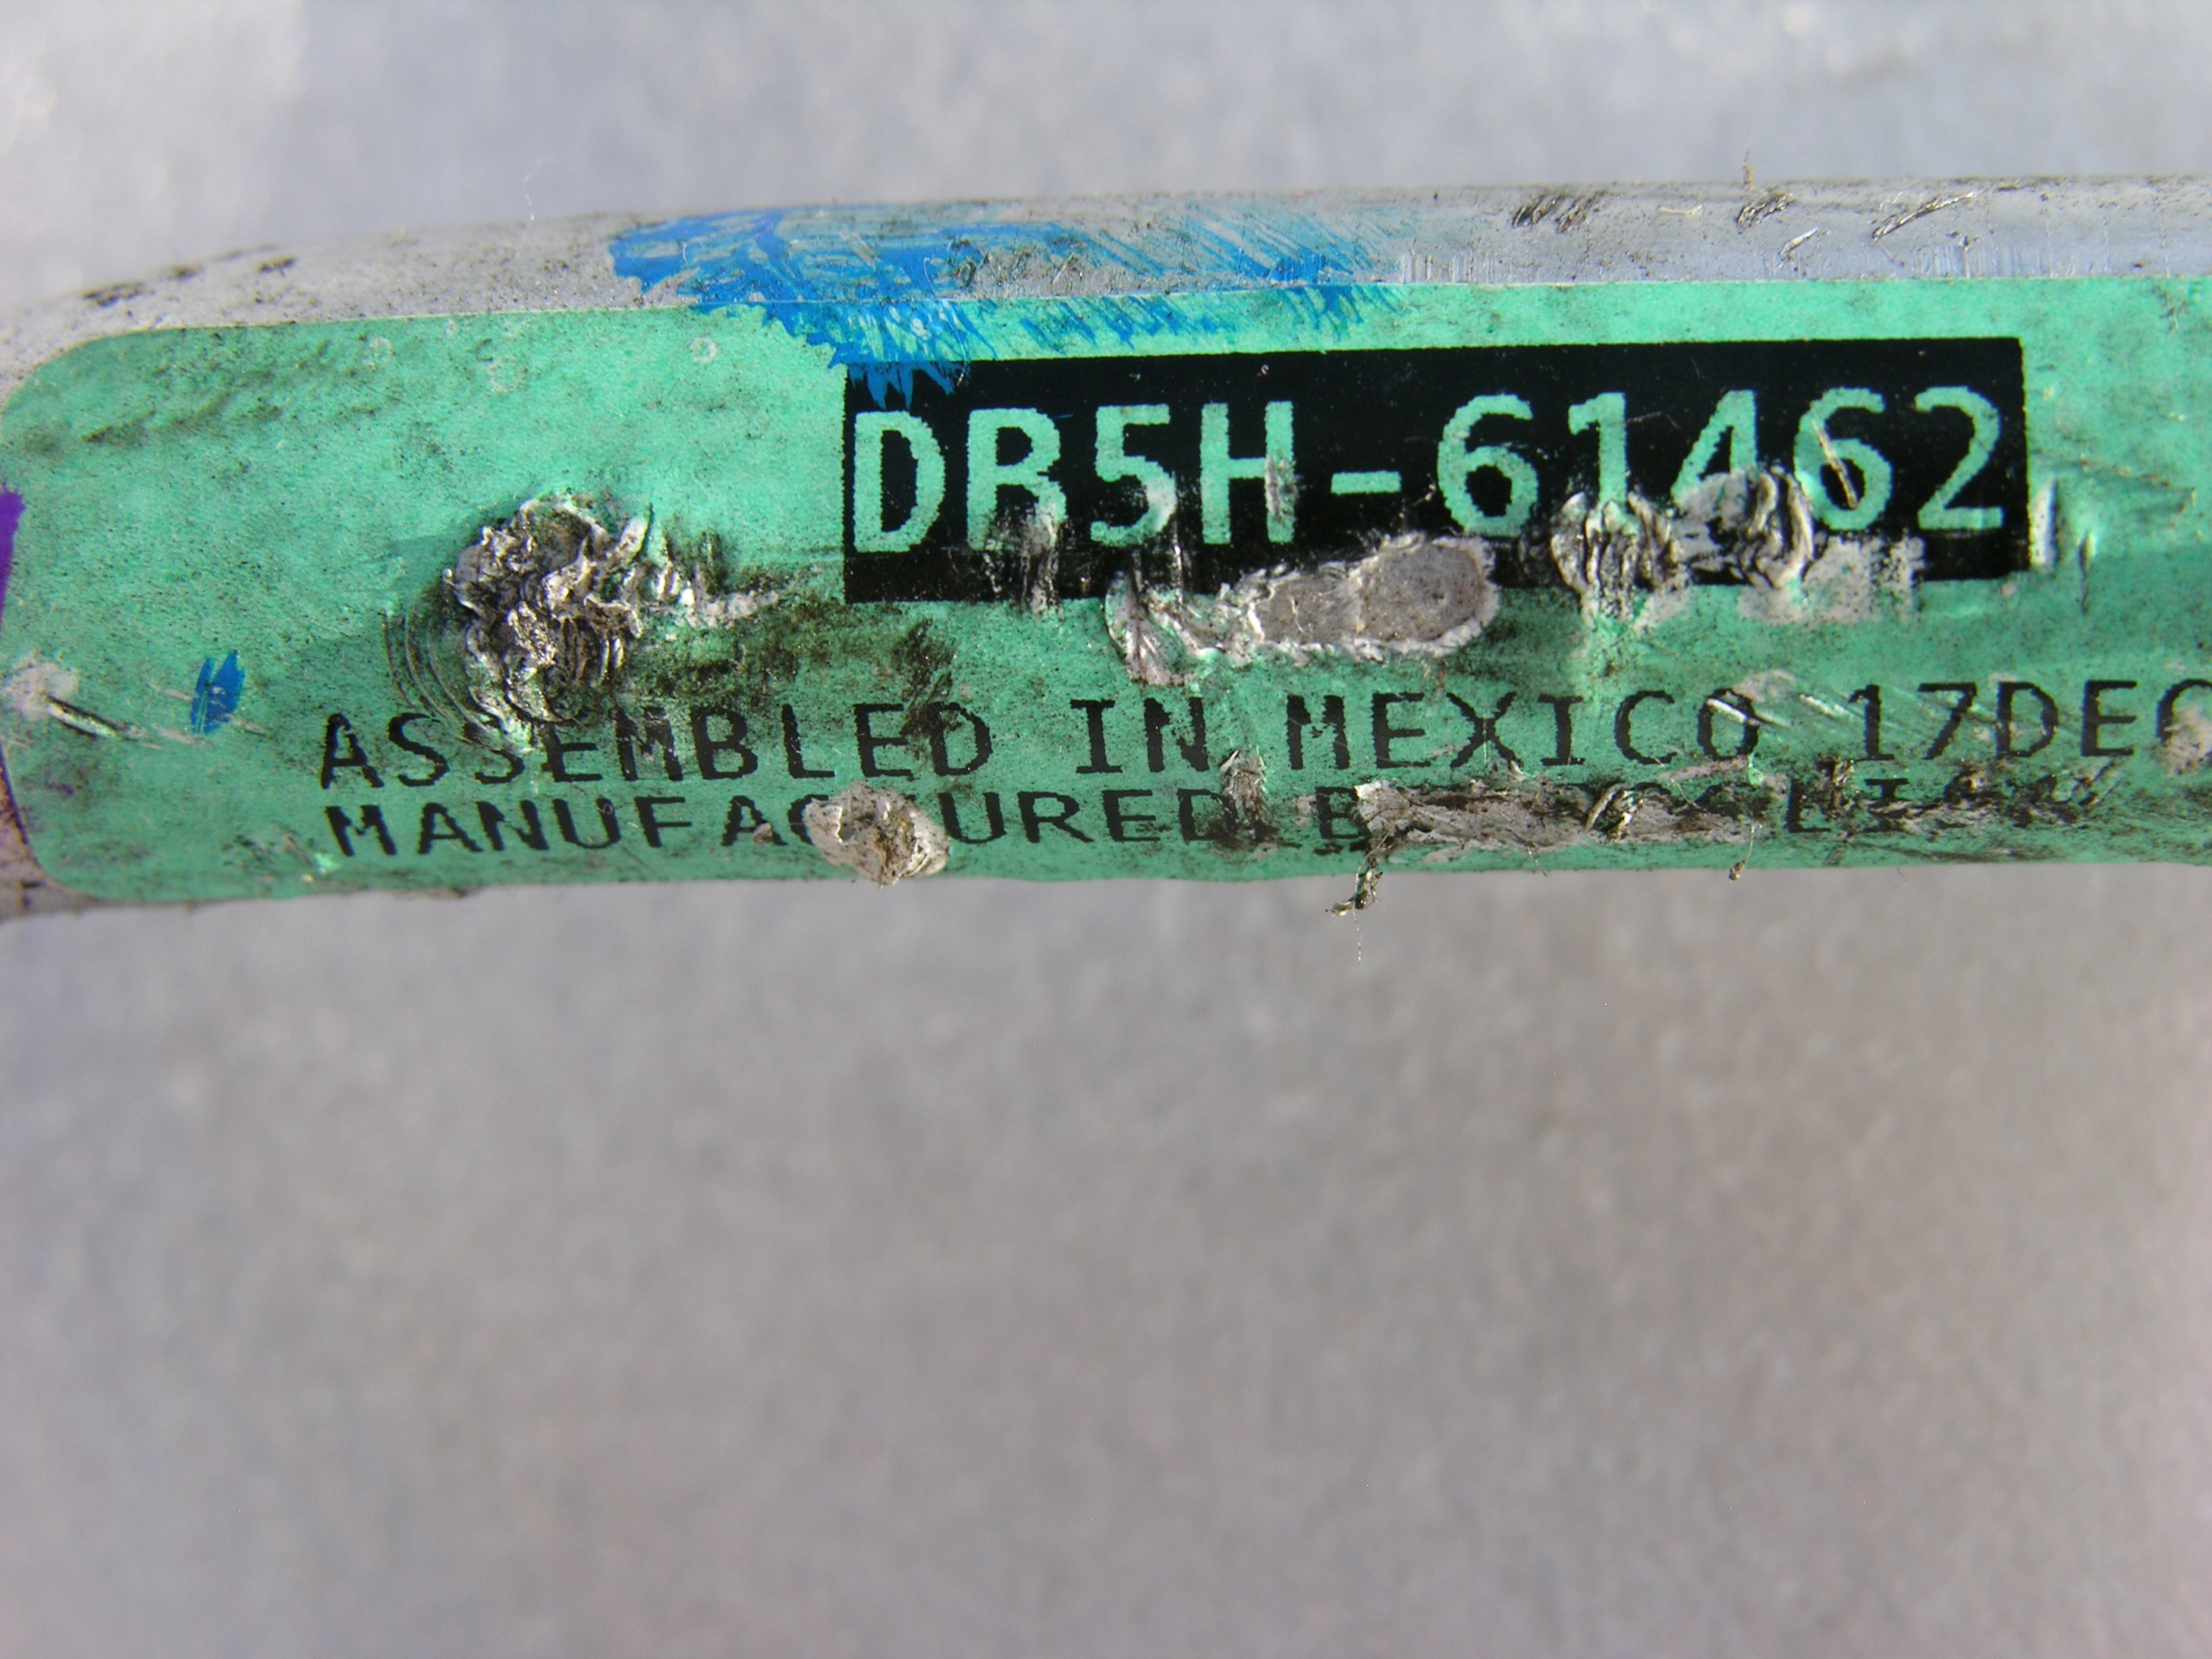 DR5H-61462
ASSEMBLED IN MEXICO 17DEC
MANUFACTURED